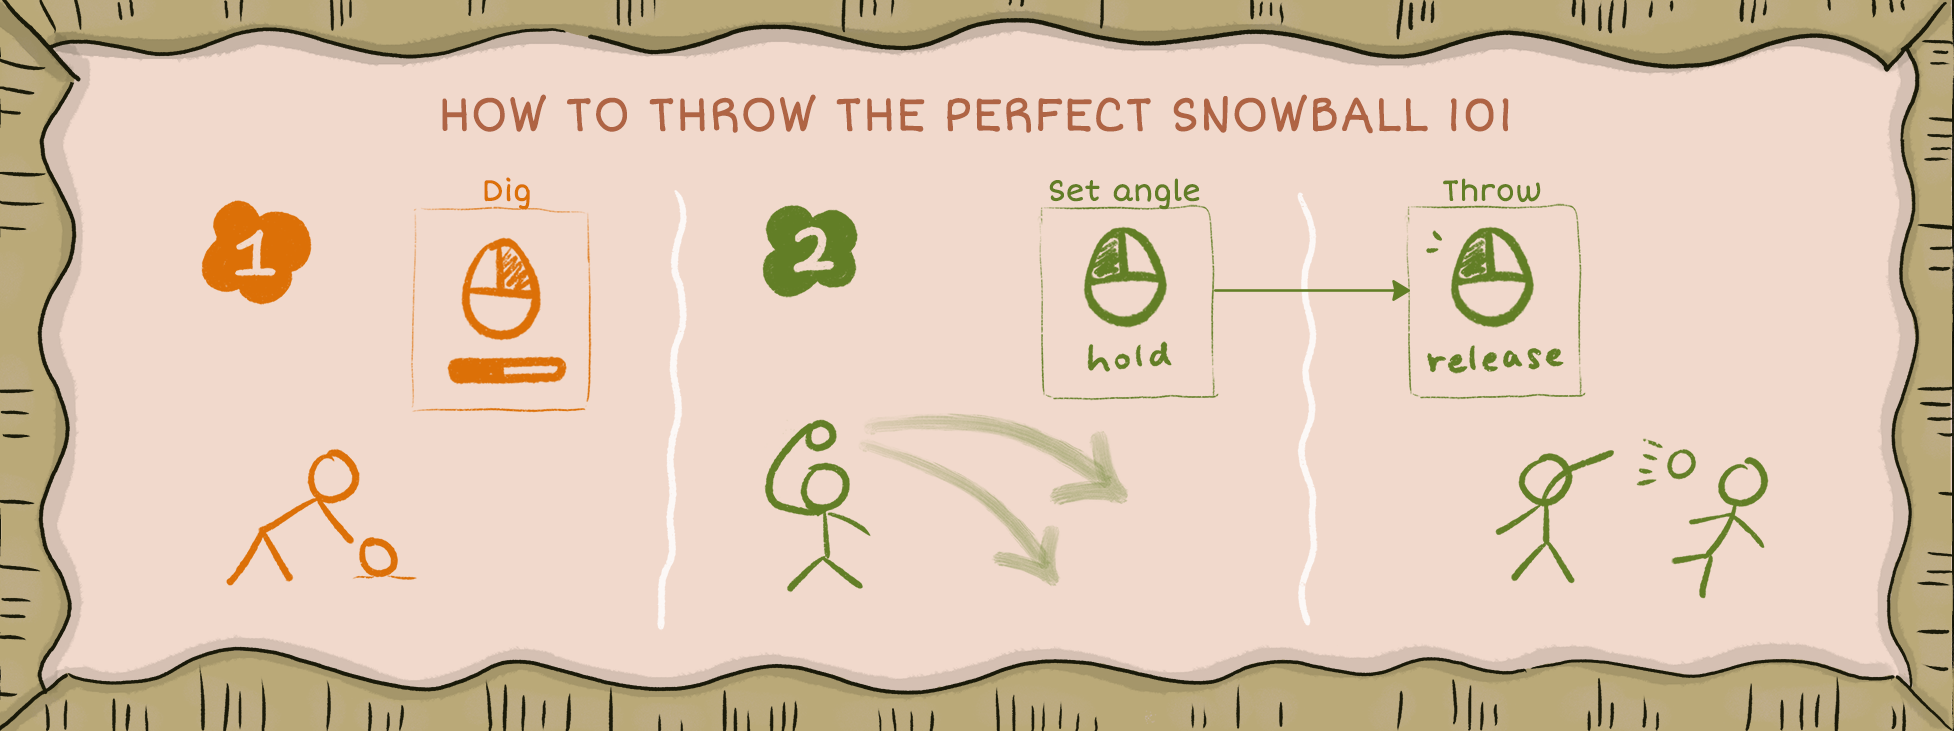 HOW TO THROW THE PERFECT SNOWBALL 101
1
Dig
2
Set angle
hold
Throw
release